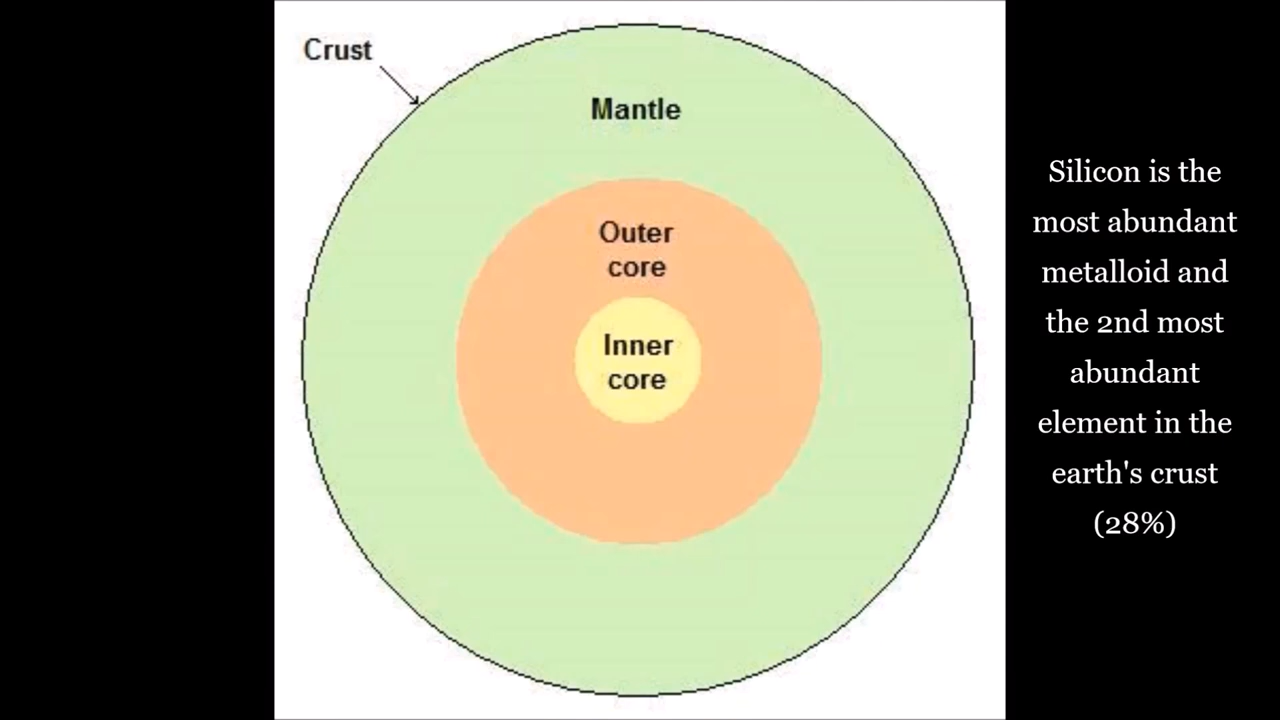 Crust
Mantle
Outer
core
Inner
core
Silicon is the
most abundant
metalloid and
the 2nd most
abundant
element in the
earth's crust
(28%)